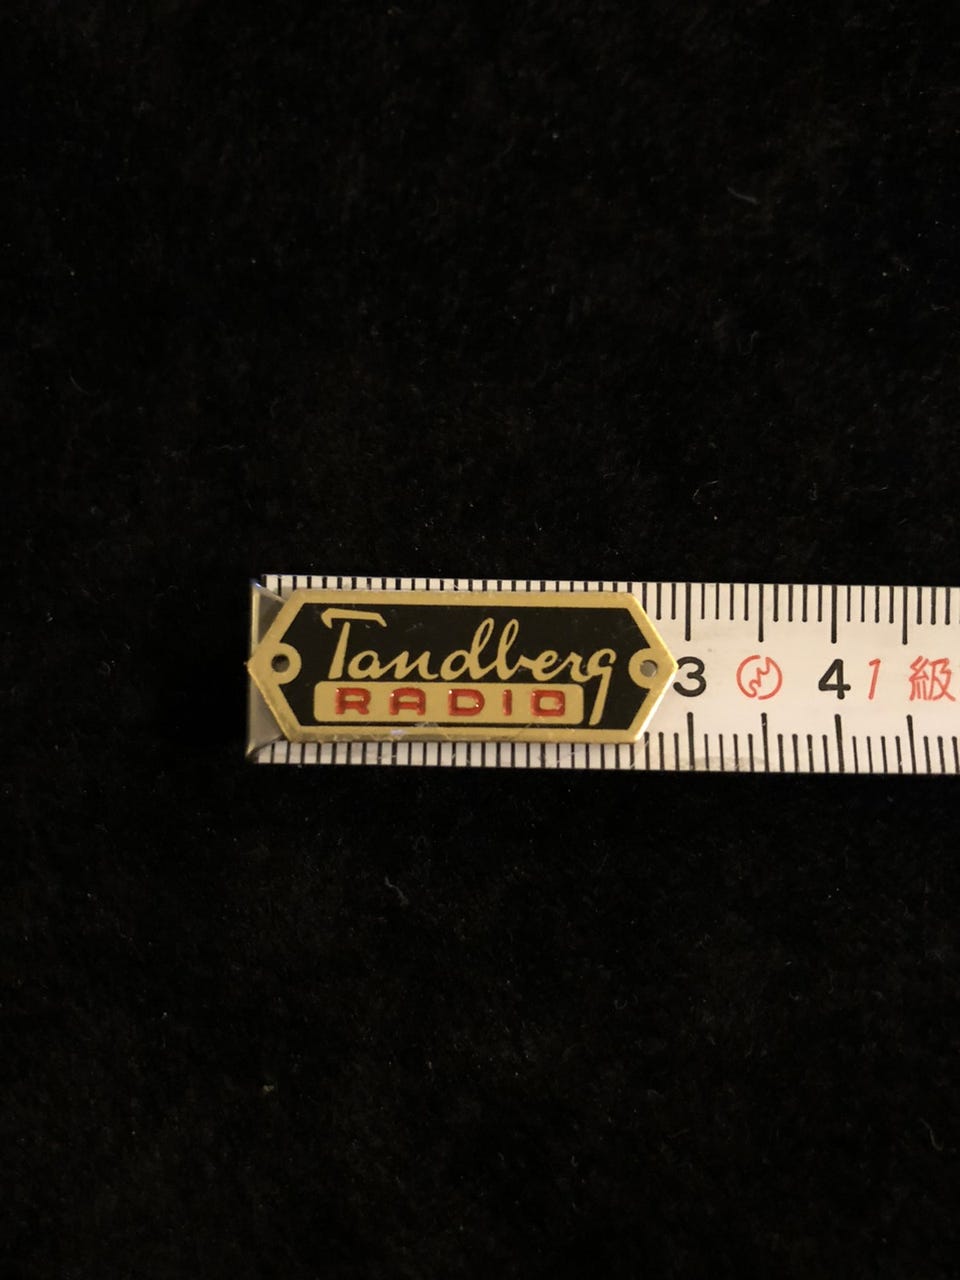 Tandberg
RADIO
3 4 1級